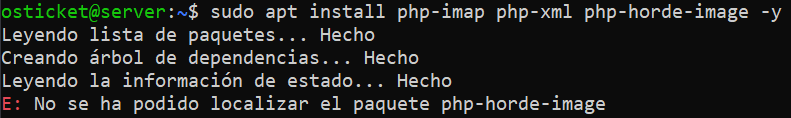 osticket@server:~$ sudo apt install php-imap php-xml php-horde-image -y
Leyendo lista de paquetes... Hecho
Creando árbol de dependencias... Hecho
Leyendo la información de estado... Hecho
E: No se ha podido localizar el paquete php-horde-image